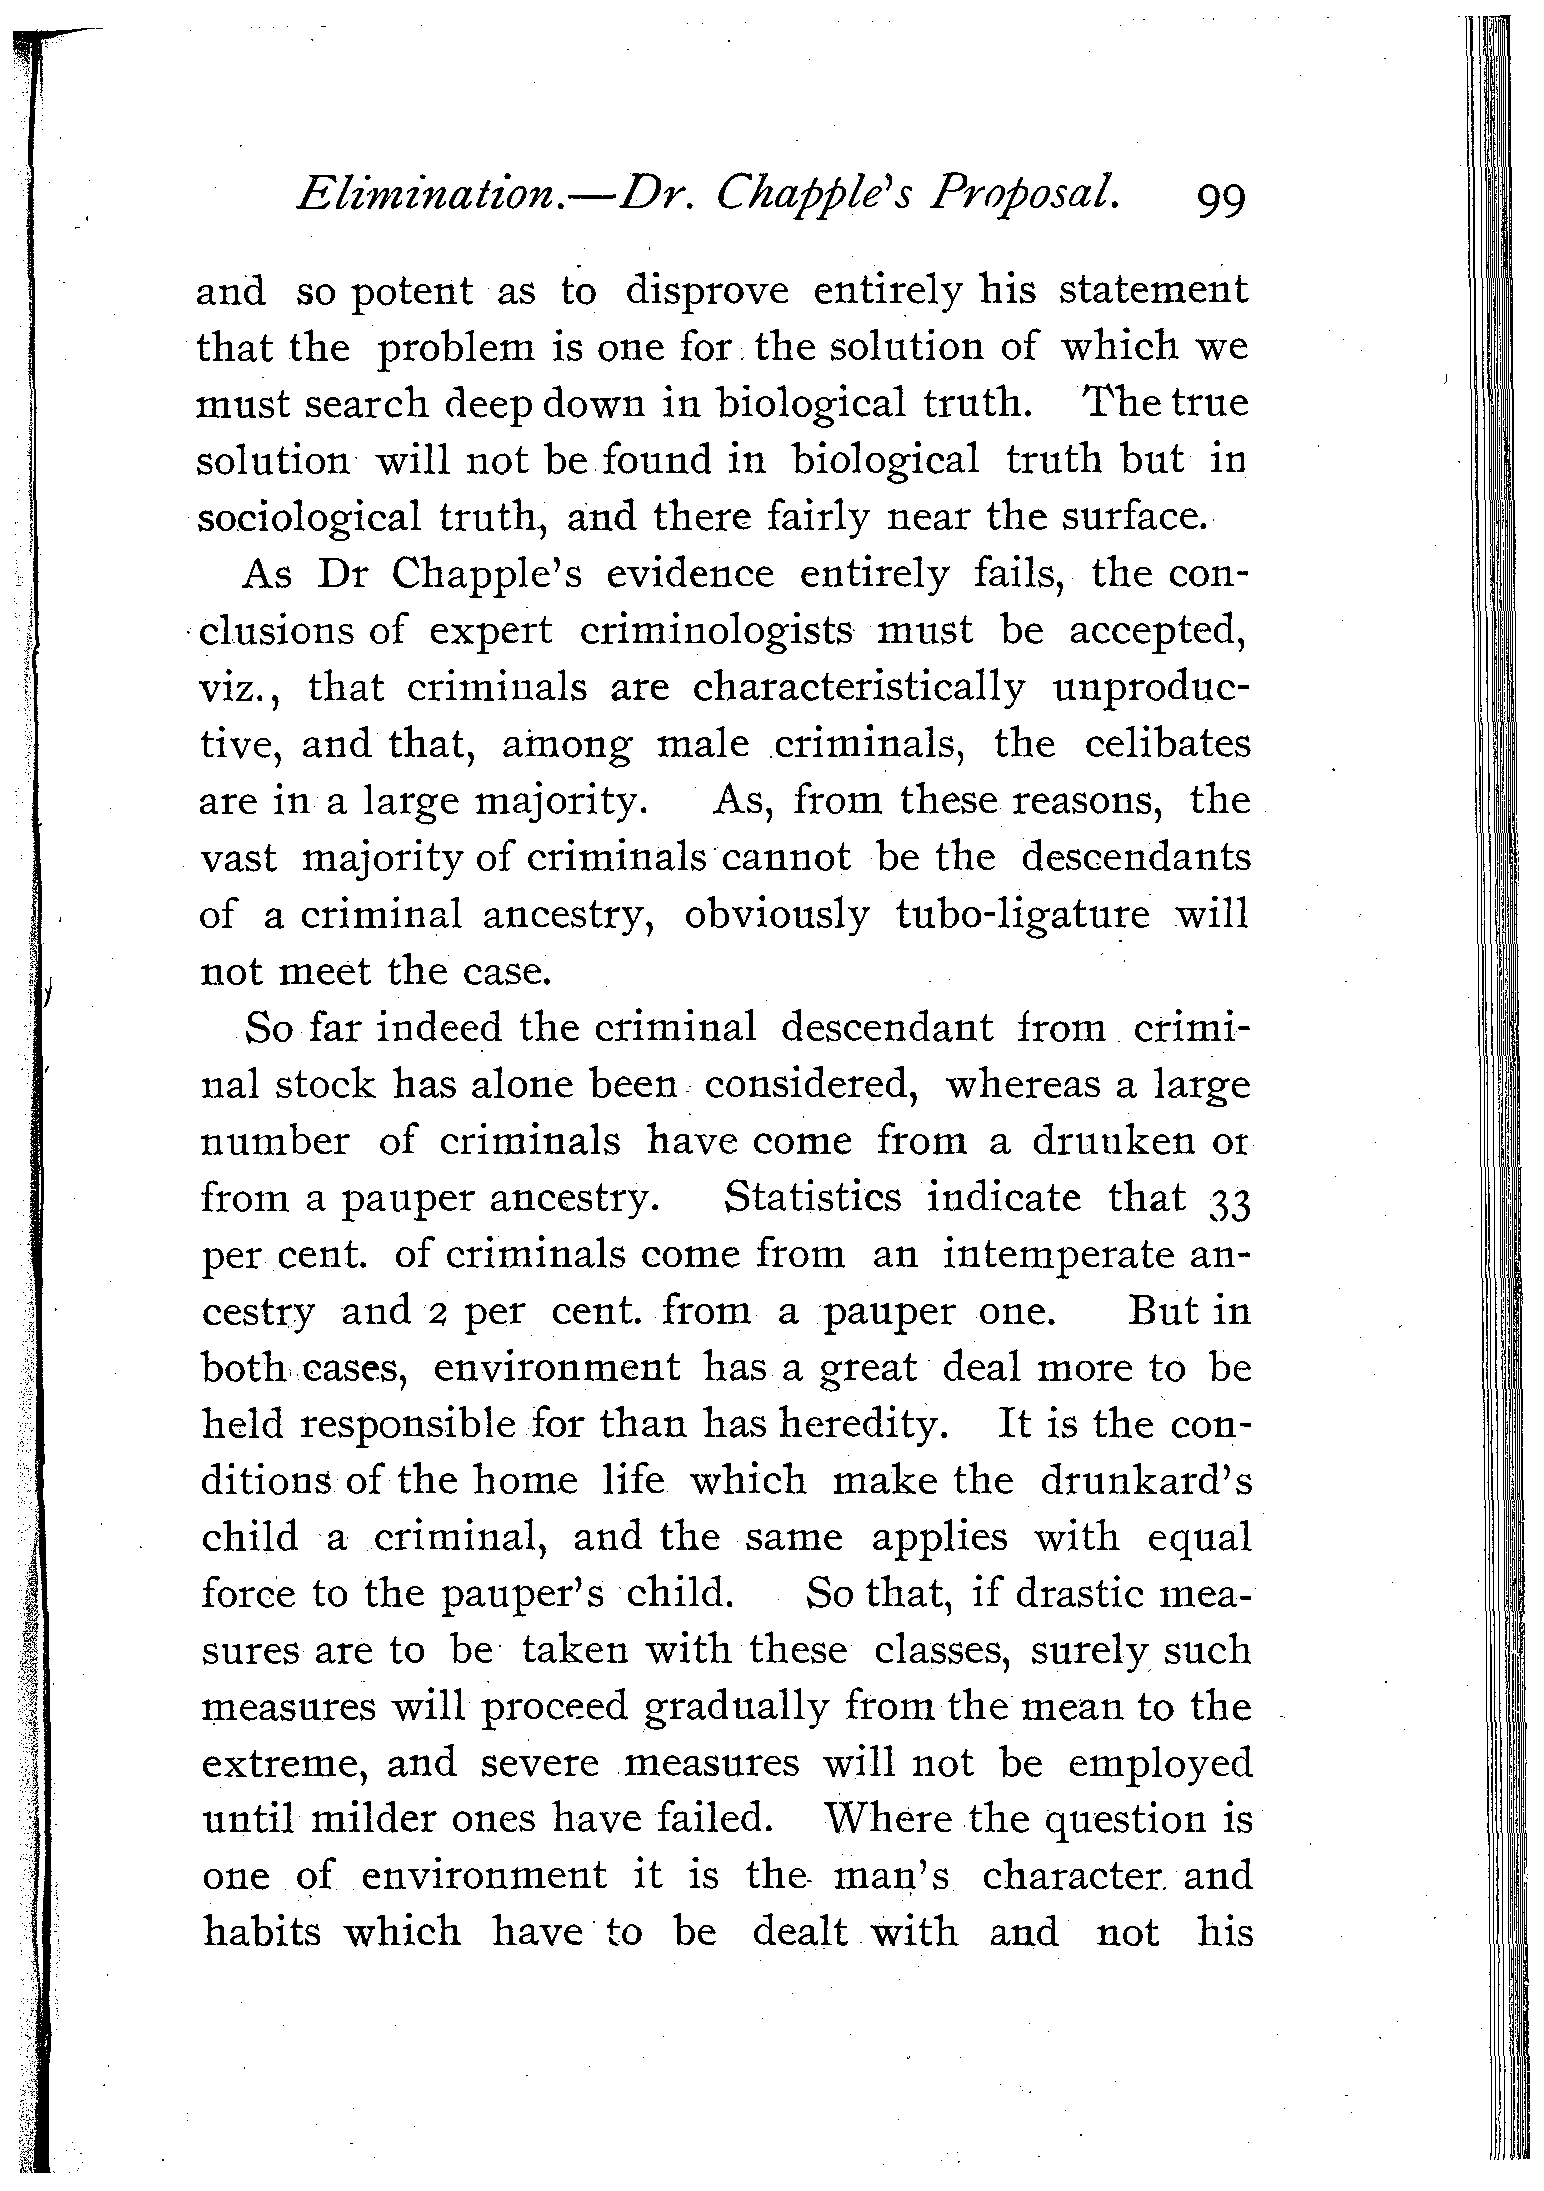 Elimination.—Dr. Chapple's Proposal. 99
and so potent as to disprove entirely his statement
that the problem is one for the solution of which we
must search deep down in biological truth. The true
solution will not be found in biological truth but in
sociological truth, and there fairly near the surface.
As Dr Chapple's evidence entirely fails, the con-
clusions of expert criminologists must be accepted,
viz., that criminals are characteristically unproduc-
tive, and that, among male criminals, the celibates
are in a large majority. As, from these reasons, the
vast majority of criminals cannot be the descendants
of a criminal ancestry, obviously tubo-ligature will
not meet the case.
So far indeed the criminal descendant from crimi-
nal stock has alone been considered, whereas a large
number of criminals have come from a drunken or
from a pauper ancestry. Statistics indicate that 33
per cent. of criminals come from an intemperate an-
cestry and 2 per cent. from a pauper one. But in
both cases, environment has a great deal more to be
held responsible for than has heredity. It is the con-
ditions of the home life which make the drunkard's
child a criminal, and the same applies with equal
force to the pauper's child. So that, if drastic mea-
sures are to be taken with these classes, surely such
measures will proceed gradually from the mean to the
extreme, and severe measures will not be employed
until milder ones have failed. Where the question is
one of environment it is the man's character and
habits which have to be dealt with and not his